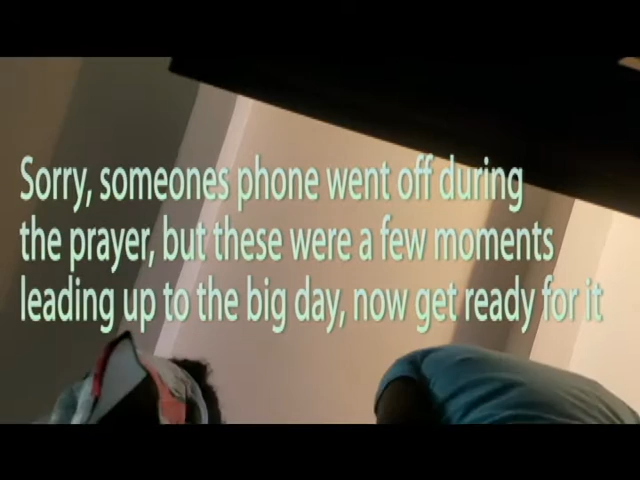 Sorry, someones phone went off during
the prayer, but these were a few moments
leading up to the big day, now get ready for it